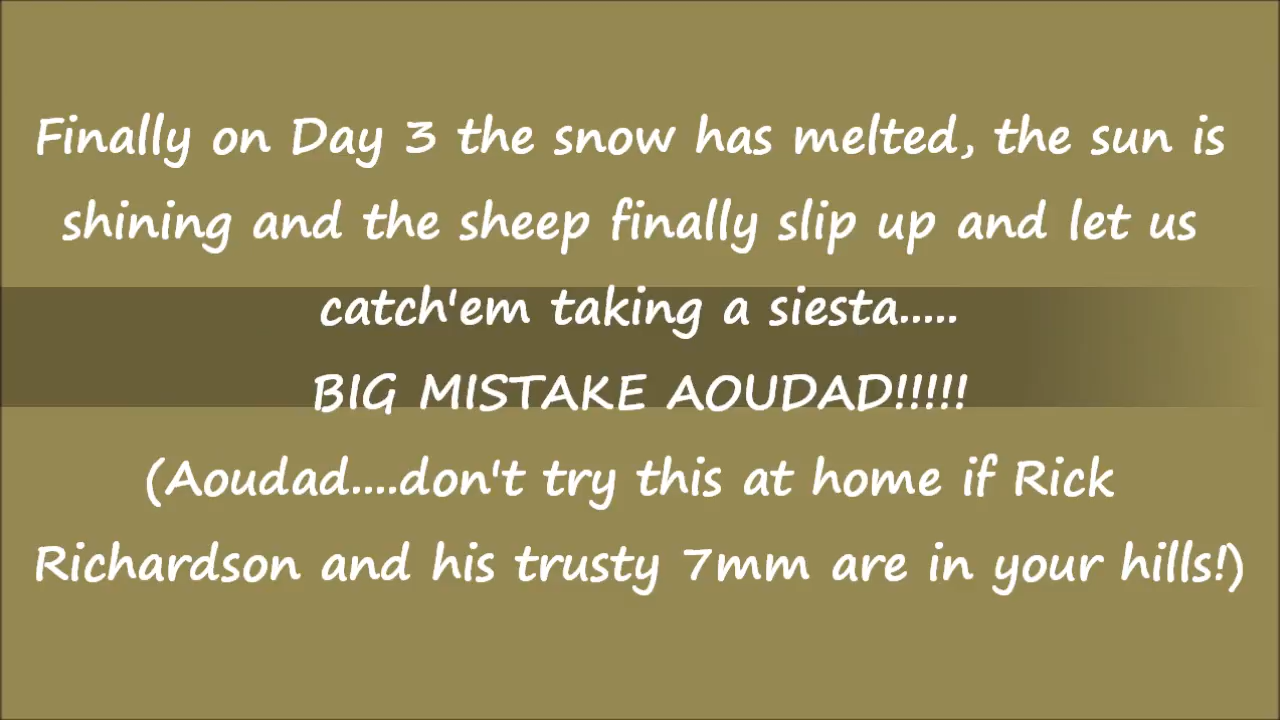 Finally on Day 3 the snow has melted, the sun is
shining and the sheep finally slip up and let us
catch'em taking a siesta.....
BIG MISTAKE AOUDAD!!!!!
(Aoudad....don't try this at home if Rick
Richardson and his trusty 7mm are in your hills!)